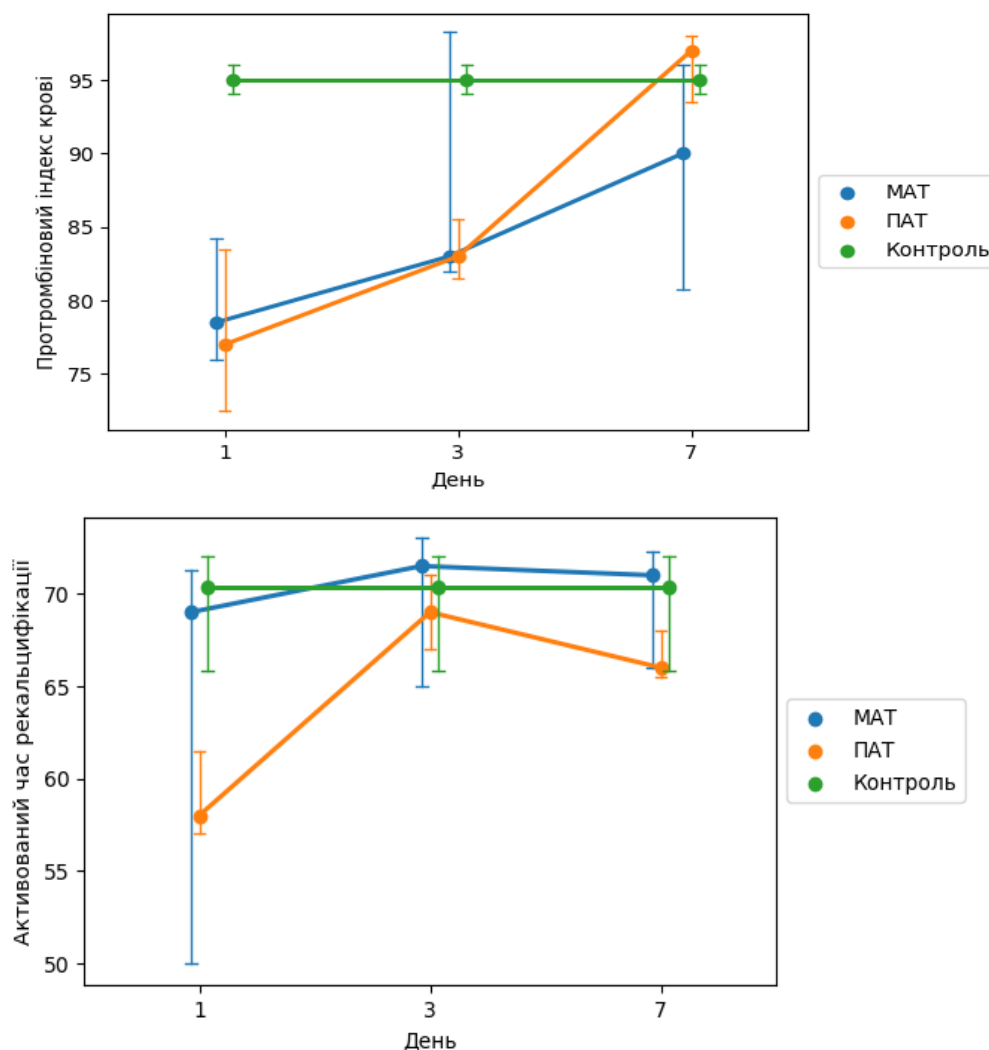 Протромбіновий індекс крові
95
90
85
80
75
1
3
7
День
МАТ
ПАТ
Контроль
Активований час рекальцифікації
70
65
60
55
50
1
3
7
День
МАТ
ПАТ
Контроль